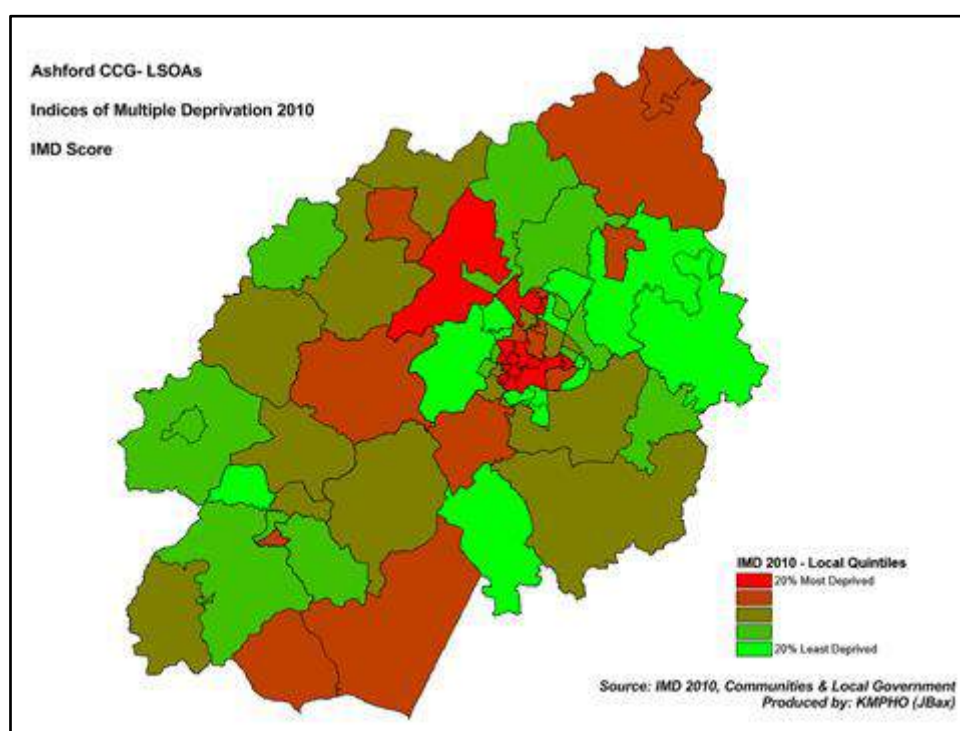 Ashford CCG- LSOAs
Indices of Multiple Deprivation 2010
IMD Score
IMD 2010 - Local Quintiles
20% Most Deprived
20% Least Deprived
Source: IMD 2010, Communities & Local Government
Produced by: KMPHO (JBax)